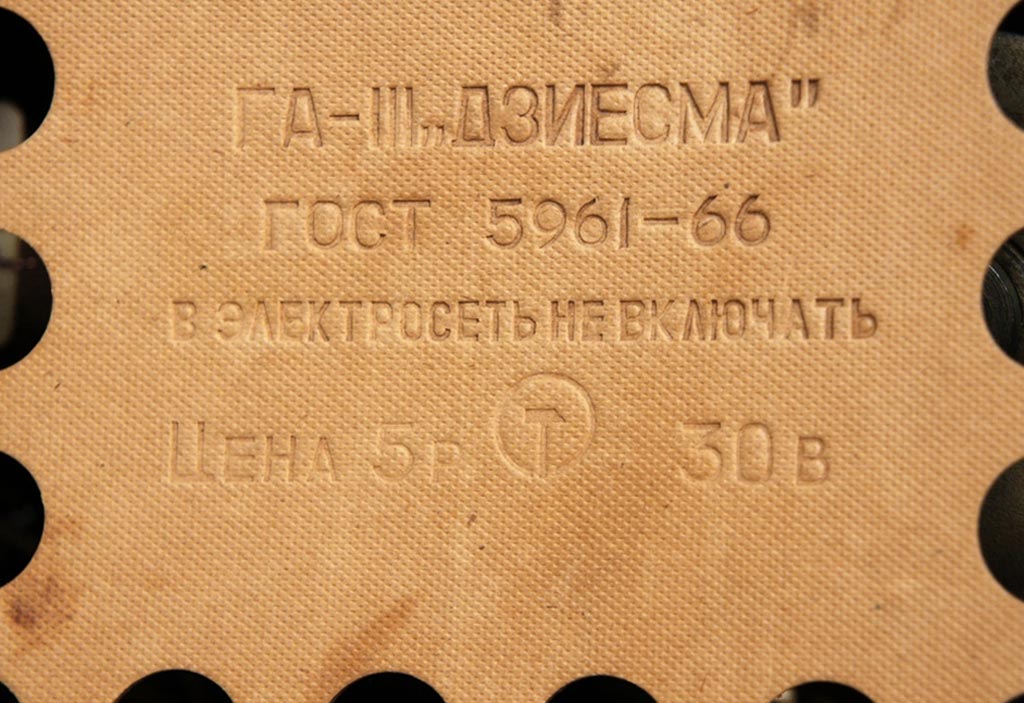 ГА-III „ДЗИЕСМА"
ГОСТ 5961-66
В ЭЛЕКТРОСЕТЬ НЕ ВКЛЮЧАТЬ
ЦЕНА 5Р Т 30В